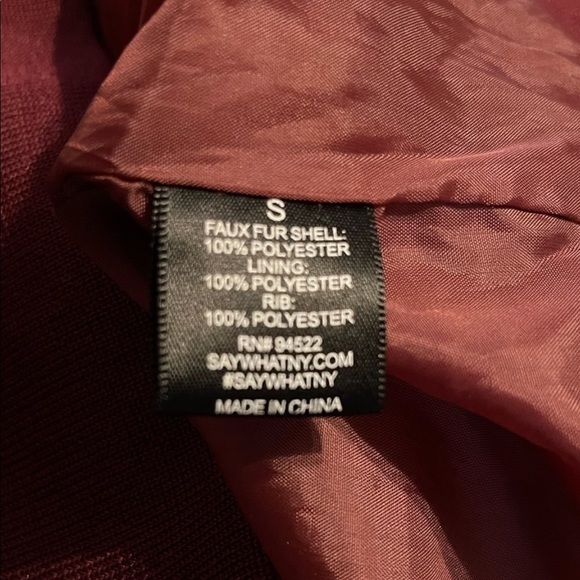 S
FAUX FUR SHELL:
100% POLYESTER
LINING:
100% POLYESTER
RIB:
100% POLYESTER
RN# 94522
SAYWHATNY.COM
#SAYWHATNY
MADE IN CHINA